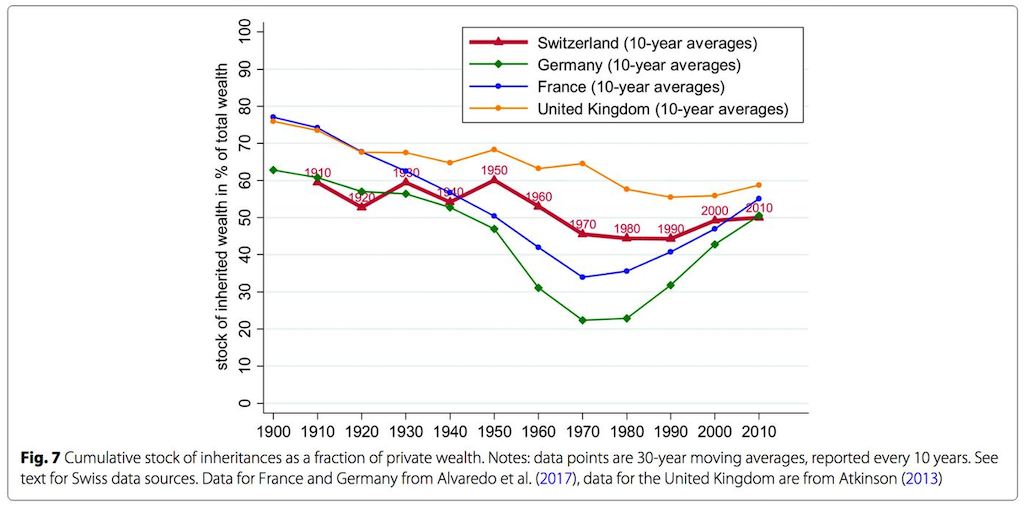 100
90
80
70
60
50
40
30
20
10
0
stock of inherited wealth in % of total wealth
Switzerland (10-year averages)
Germany (10-year averages)
France (10-year averages)
United Kingdom (10-year averages)
1910
1920
1930
1940
1950
1960
1970
1980
1990
2000
2010
1900 1910 1920 1930 1940 1950 1960 1970 1980 1990 2000 2010
Fig. 7 Cumulative stock of inheritances as a fraction of private wealth. Notes: data points are 30-year moving averages, reported every 10 years. See
text for Swiss data sources. Data for France and Germany from Alvaredo et al. (2017), data for the United Kingdom are from Atkinson (2013)